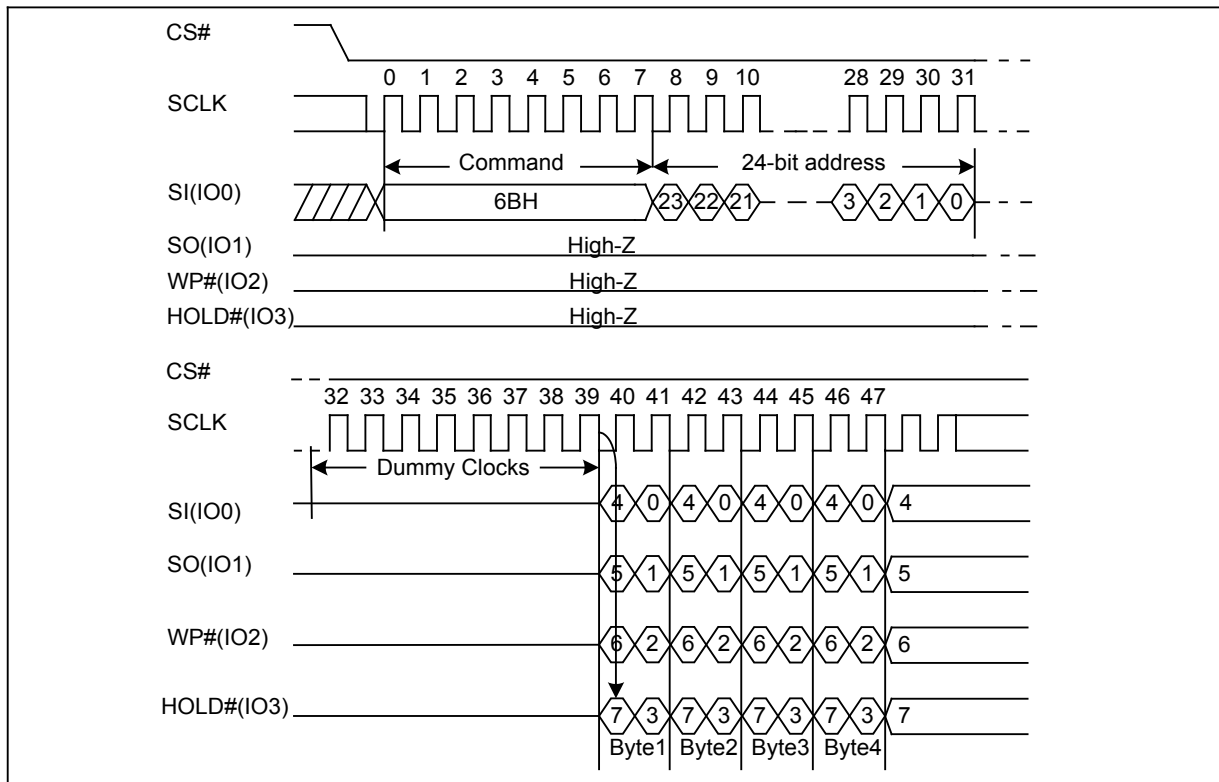 CS#
0 1 2 3 4 5 6 7 8 9 10 28 29 30 31
SCLK
Command 24-bit address
SI(IO0) 6BH 23 22 21 3 2 1 0
SO(IO1) High-Z
WP#(IO2) High-Z
HOLD#(IO3) High-Z
CS#
32 33 34 35 36 37 38 39 40 41 42 43 44 45 46 47
SCLK
Dummy Clocks
SI(IO0) 4 0 4 0 4 0 4 0 4
SO(IO1) 5 1 5 1 5 1 5 1 5
WP#(IO2) 6 2 6 2 6 2 6 2 6
HOLD#(IO3) 7 3 7 3 7 3 7 3 7
Byte1 Byte2 Byte3 Byte4